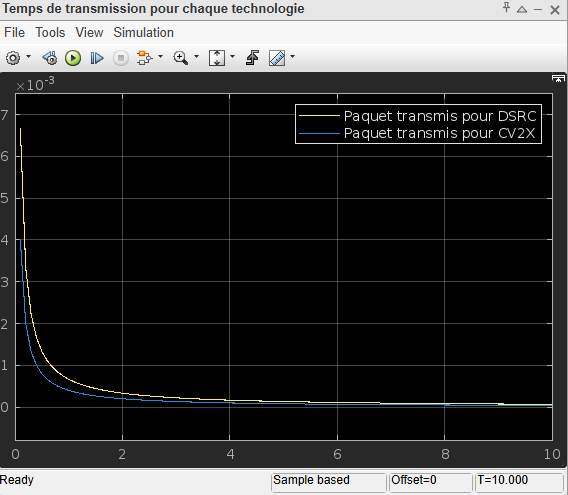 Temps de transmission pour chaque technologie
File Tools View Simulation
×10⁻³
Paquet transmis pour DSRC
Paquet transmis pour CV2X
7
6
5
4
3
2
1
0
0 2 4 6 8 10
Ready Sample based Offset=0 T=10.000